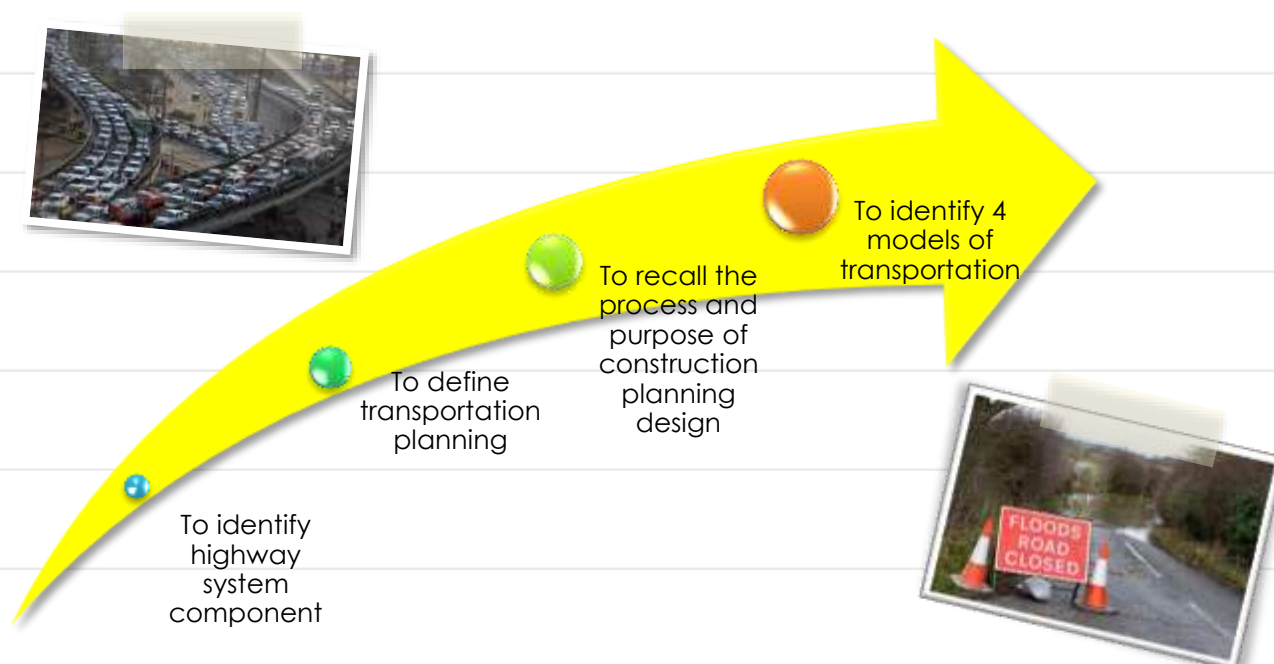 To identify
highway
system
component
To define
transportation
planning
To recall the
process and
purpose of
construction
planning
design
To identify 4
models of
transportation
FLOODS
ROAD
CLOSED